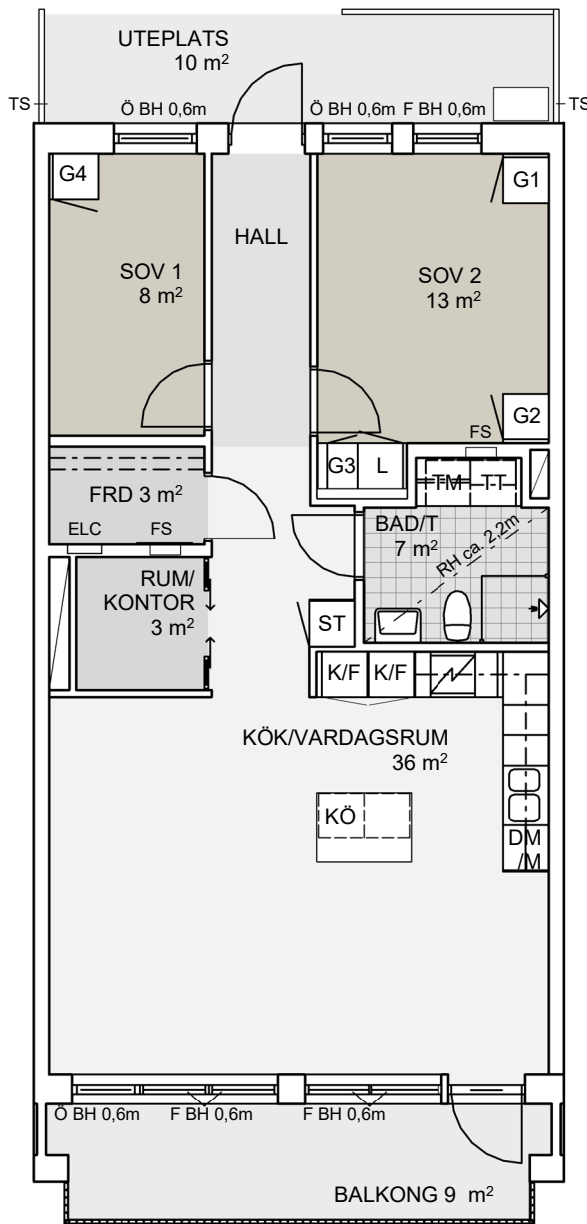 UTEPLATS
10 m²
TS
TS
Ö BH 0,6m
Ö BH 0,6m
F BH 0,6m
G4
G1
HALL
SOV 1
8 m²
SOV 2
13 m²
G2
FS
G3
L
TM
TT
FRD 3 m²
ELC
FS
BAD/T
7 m²
RH ca. 2,2m
RUM/
KONTOR
3 m²
ST
K/F
K/F
KÖK/VARDAGSRUM
36 m²
KÖ
DM
/M
Ö BH 0,6m
F BH 0,6m
F BH 0,6m
BALKONG 9 m²